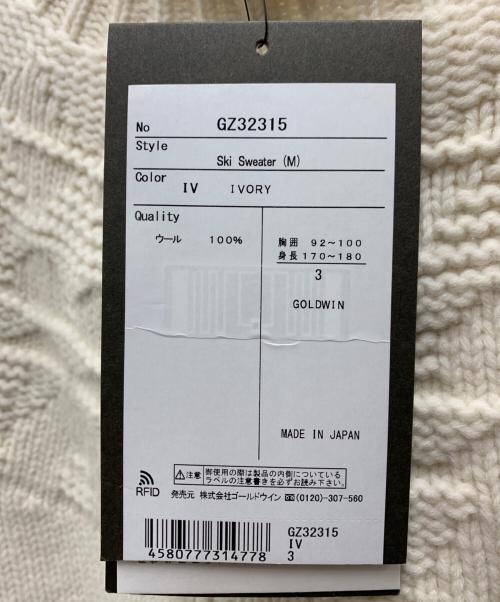 No GZ32315
Style
Ski Sweater (M)
Color
IV IVORY
Quality
ウール 100%
胸囲 92~100
身長 170~180
3
GOLDWIN
MADE IN JAPAN
注意 御使用の際は製品の内側についている
ラベルの注意書きを必ずお読み下さい。
RFID
発売元 株式会社ゴールドウイン (0120)-307-560
4580777314778
GZ32315
IV
3